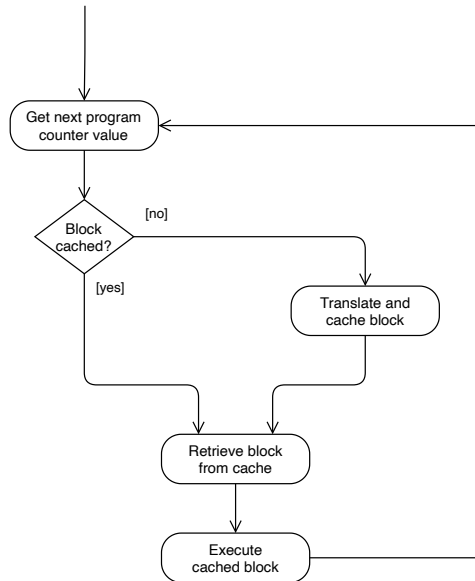 Get next program
counter value
Block
cached?
[no]
[yes]
Translate and
cache block
Retrieve block
from cache
Execute
cached block